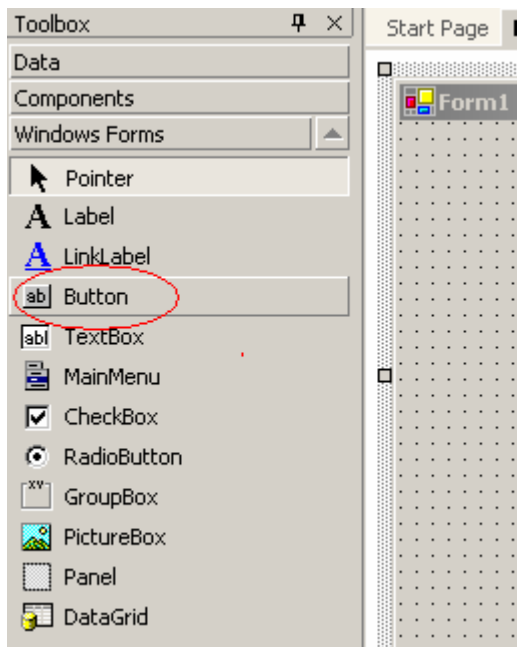 Toolbox
Start Page
Data
Components
Form1
Windows Forms
Pointer
A Label
A LinkLabel
ab Button
abl TextBox
MainMenu
CheckBox
RadioButton
XY GroupBox
PictureBox
Panel
DataGrid